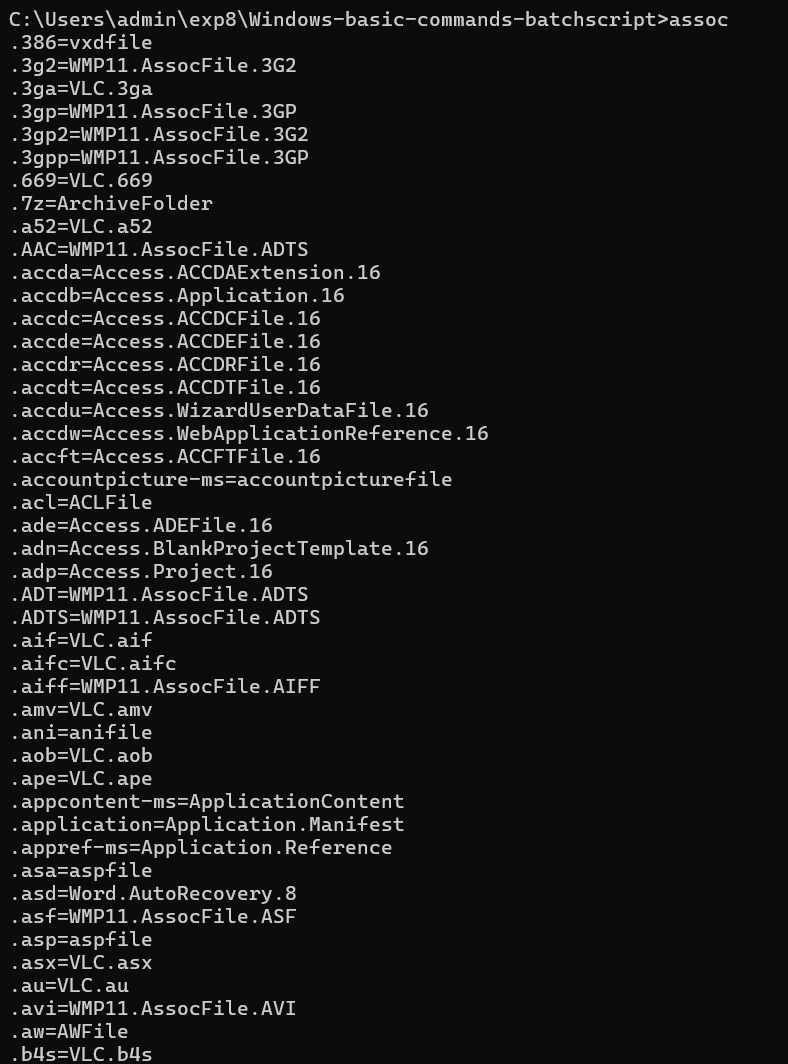 C:\Users\admin\exp8\Windows-basic-commands-batchscript>assoc
.386=vxdfile
.3g2=WMP11.AssocFile.3G2
.3ga=VLC.3ga
.3gp=WMP11.AssocFile.3GP
.3gp2=WMP11.AssocFile.3G2
.3gpp=WMP11.AssocFile.3GP
.669=VLC.669
.7z=ArchiveFolder
.a52=VLC.a52
.AAC=WMP11.AssocFile.ADTS
.accda=Access.ACCDAExtension.16
.accdb=Access.Application.16
.accdc=Access.ACCDCFile.16
.accde=Access.ACCDEFile.16
.accdr=Access.ACCDRFile.16
.accdt=Access.ACCDTFile.16
.accdu=Access.WizardUserDataFile.16
.accdw=Access.WebApplicationReference.16
.accft=Access.ACCFTFile.16
.accountpicture-ms=accountpicturefile
.acl=ACLFile
.ade=Access.ADEFile.16
.adn=Access.BlankProjectTemplate.16
.adp=Access.Project.16
.ADT=WMP11.AssocFile.ADTS
.ADTS=WMP11.AssocFile.ADTS
.aif=VLC.aif
.aifc=VLC.aifc
.aiff=WMP11.AssocFile.AIFF
.amv=VLC.amv
.ani=anifile
.aob=VLC.aob
.ape=VLC.ape
.appcontent-ms=ApplicationContent
.application=Application.Manifest
.appref-ms=Application.Reference
.asa=aspfile
.asd=Word.AutoRecovery.8
.asf=WMP11.AssocFile.ASF
.asp=aspfile
.asx=VLC.asx
.au=VLC.au
.avi=WMP11.AssocFile.AVI
.aw=AWFile
.b4s=VLC.b4s